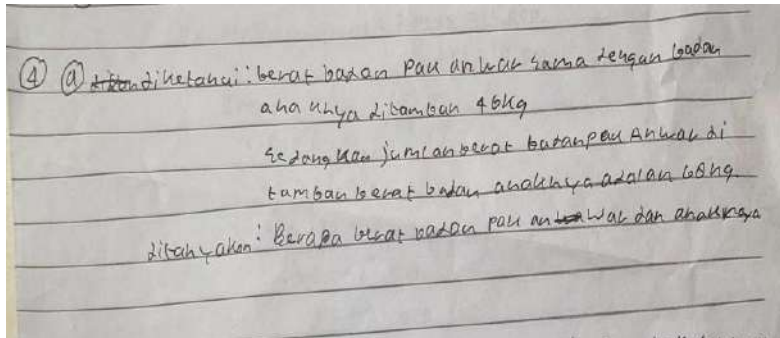 ④ ⓐ diketahui : berat badan pak anwar sama dengan badan
anaknya ditambah 46kg
sedangkan jumlah berat badan pak Anwar di
tambah berat badan anaknya adalah 68kg
ditanyakan : Berapa berat badan pak anwar dan anaknya